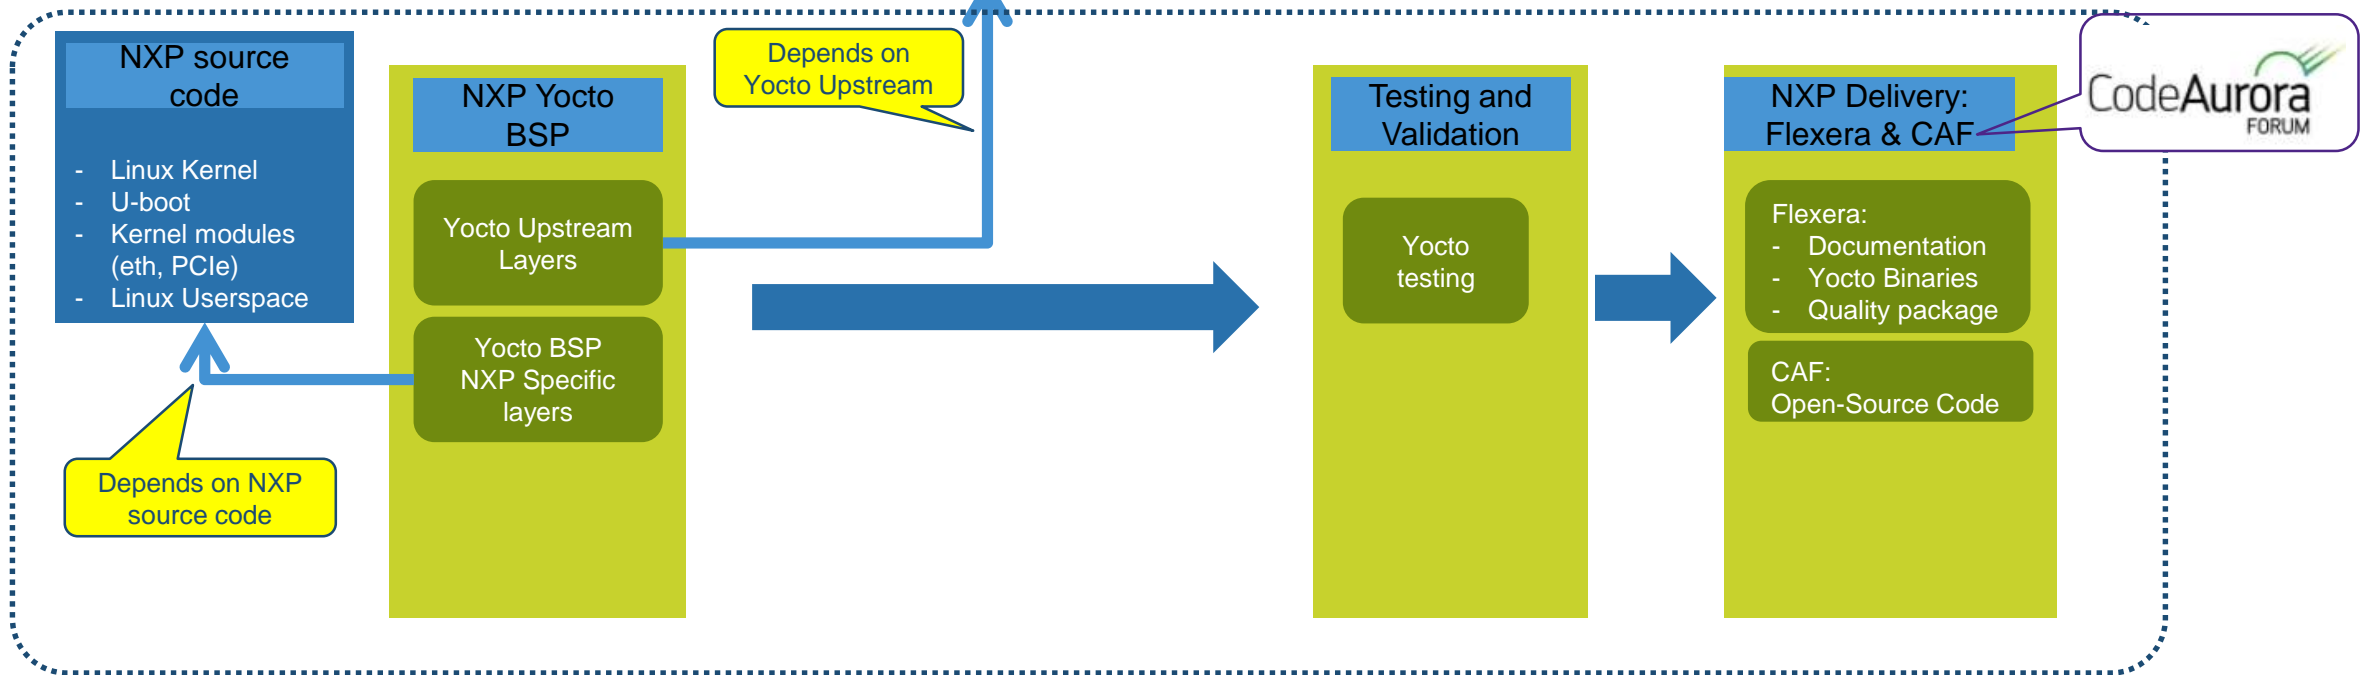 NXP source
code
- Linux Kernel
- U-boot
- Kernel modules
(eth, PCIe)
- Linux Userspace
Depends on NXP
source code
NXP Yocto
BSP
Yocto Upstream
Layers
Yocto BSP
NXP Specific
layers
Depends on
Yocto Upstream
Testing and
Validation
Yocto
testing
NXP Delivery:
Flexera & CAF
Flexera:
- Documentation
- Yocto Binaries
- Quality package
CAF:
Open-Source Code
CodeAurora
FORUM